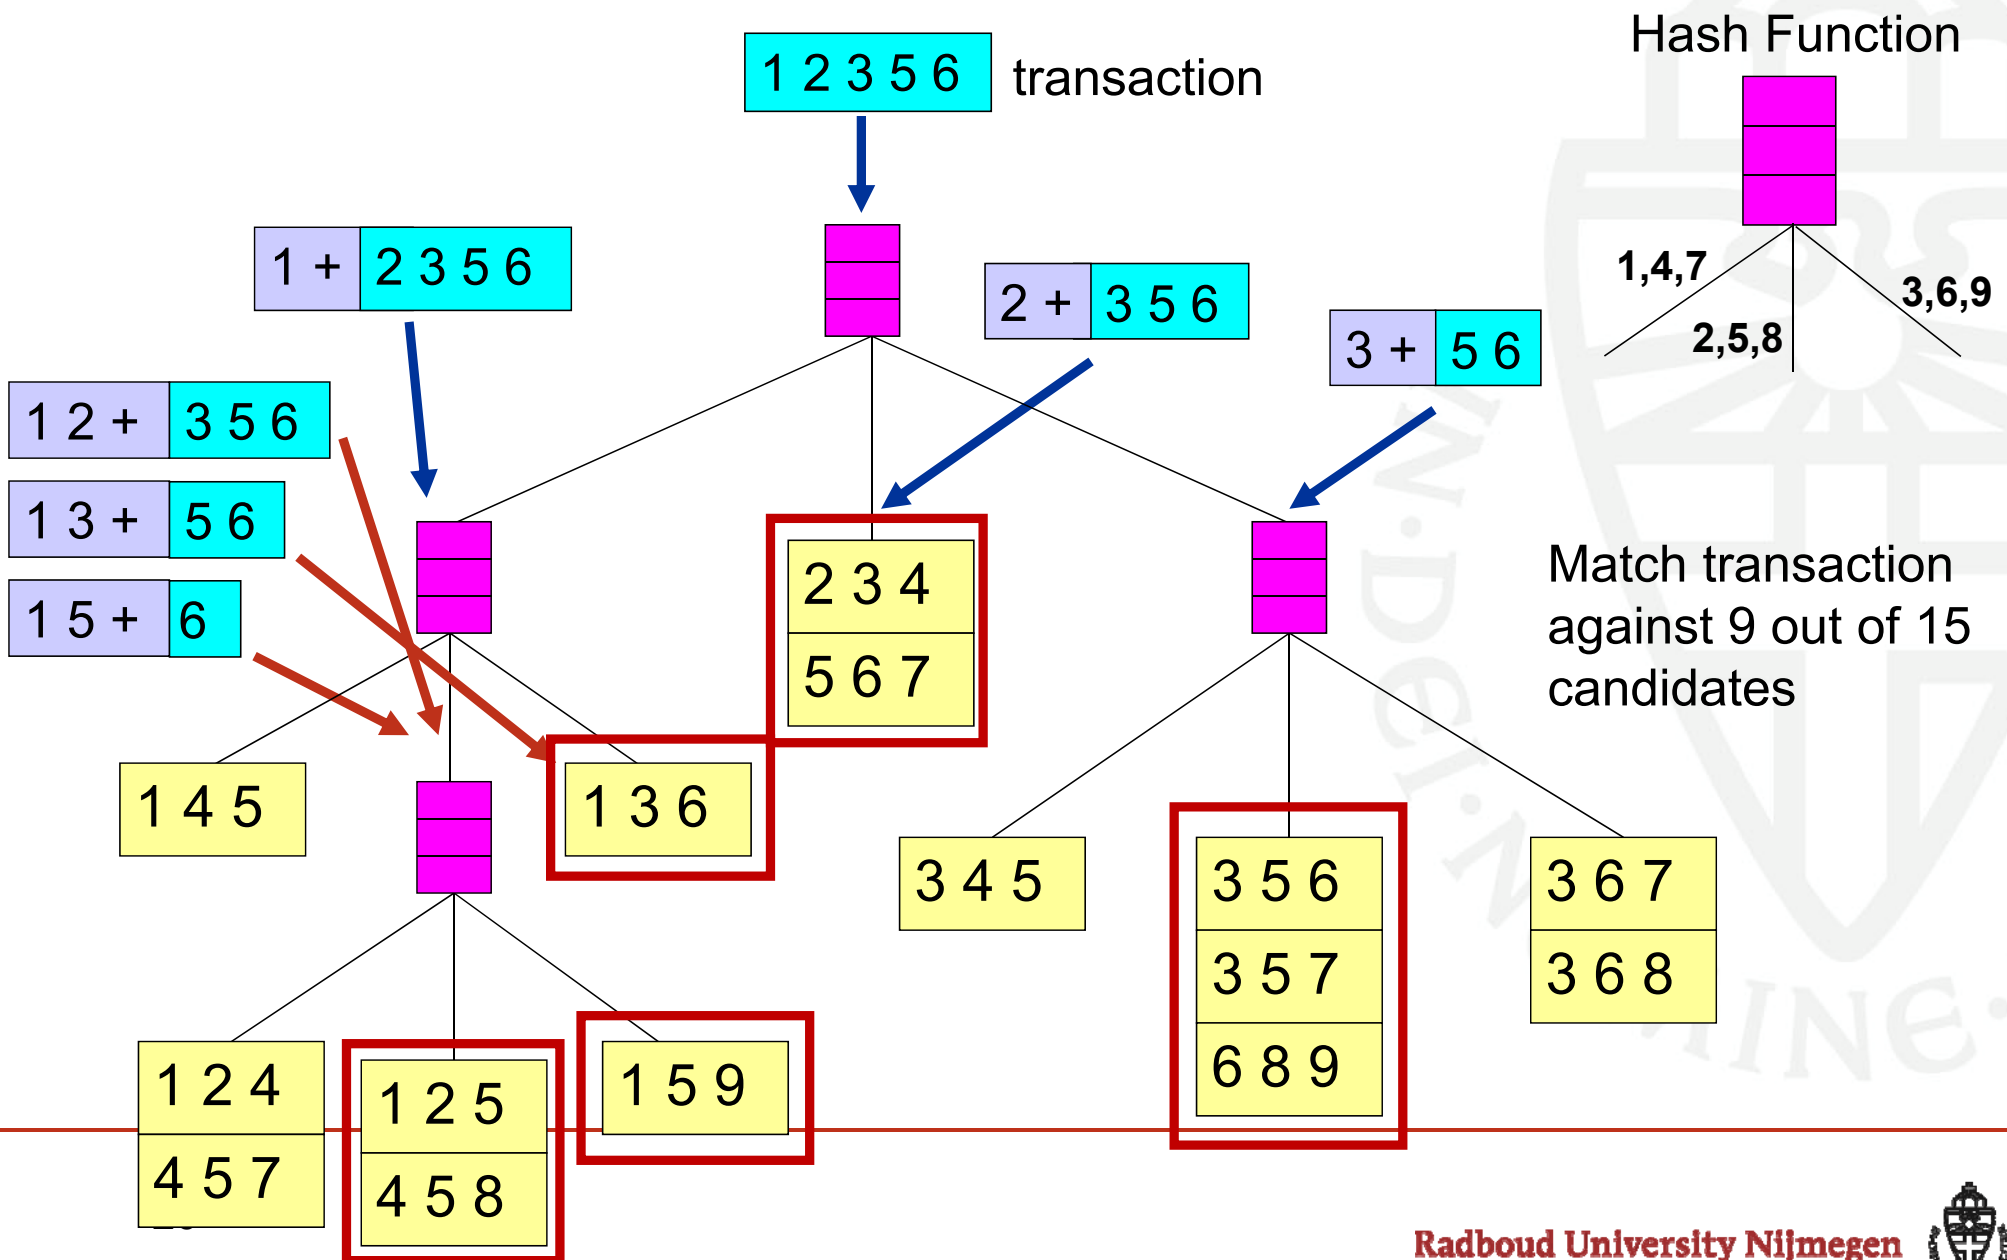 Hash Function
1 2 3 5 6 transaction
1 + 2 3 5 6
2 + 3 5 6
3 + 5 6
1,4,7
2,5,8
3,6,9
1 2 + 3 5 6
1 3 + 5 6
1 5 + 6
2 3 4
5 6 7
Match transaction
against 9 out of 15
candidates
1 4 5
1 3 6
3 4 5
3 5 6
3 5 7
6 8 9
3 6 7
3 6 8
1 2 4
4 5 7
1 2 5
4 5 8
1 5 9
Radboud University Nijmegen